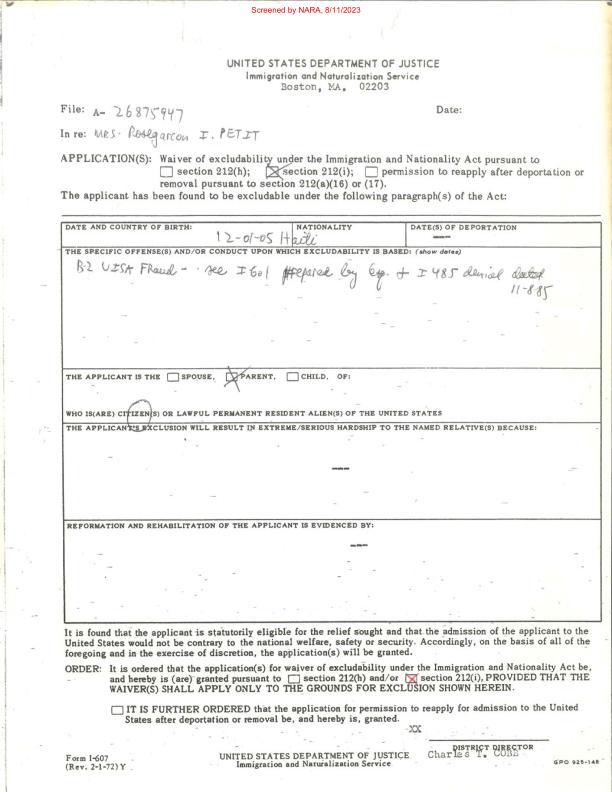 Screened by NARA, 8/11/2023
UNITED STATES DEPARTMENT OF JUSTICE
Immigration and Naturalization Service
Boston, MA. 02203
File: A- 26875947
Date:
In re: MRS. Roselgarcon I. PETIT
APPLICATION(S): Waiver of excludability under the Immigration and Nationality Act pursuant to
section 212(h); section 212(i); permission to reapply after deportation or
removal pursuant to section 212(a)(16) or (17).
The applicant has been found to be excludable under the following paragraph(s) of the Act:
DATE AND COUNTRY OF BIRTH: NATIONALITY DATE(S) OF DEPORTATION
12-01-05 Haiti
THE SPECIFIC OFFENSE(S) AND/OR CONDUCT UPON WHICH EXCLUDABILITY IS BASED: (show dates)
B-2 VISA Fraud - see I 601 prepared by + I 485 denial dated
11-8-85
THE APPLICANT IS THE SPOUSE, PARENT, CHILD, OF:
WHO IS(ARE) CITIZEN(S) OR LAWFUL PERMANENT RESIDENT ALIEN(S) OF THE UNITED STATES
THE APPLICANT'S EXCLUSION WILL RESULT IN EXTREME/SERIOUS HARDSHIP TO THE NAMED RELATIVE(S) BECAUSE:
REFORMATION AND REHABILITATION OF THE APPLICANT IS EVIDENCED BY:
It is found that the applicant is statutorily eligible for the relief sought and that the admission of the applicant to the
United States would not be contrary to the national welfare, safety or security. Accordingly, on the basis of all of the
foregoing and in the exercise of discretion, the application(s) will be granted.
ORDER: It is ordered that the application(s) for waiver of excludability under the Immigration and Nationality Act be,
and hereby is (are) granted pursuant to section 212(h) and/or section 212(i), PROVIDED THAT THE
WAIVER(S) SHALL APPLY ONLY TO THE GROUNDS FOR EXCLUSION SHOWN HEREIN.
IT IS FURTHER ORDERED that the application for permission to reapply for admission to the United
States after deportation or removal be, and hereby is, granted.
-XX
DISTRICT DIRECTOR
Charles T. COBB
Form I-607
(Rev. 2-1-72) Y
UNITED STATES DEPARTMENT OF JUSTICE
Immigration and Naturalization Service
GPO 925-148